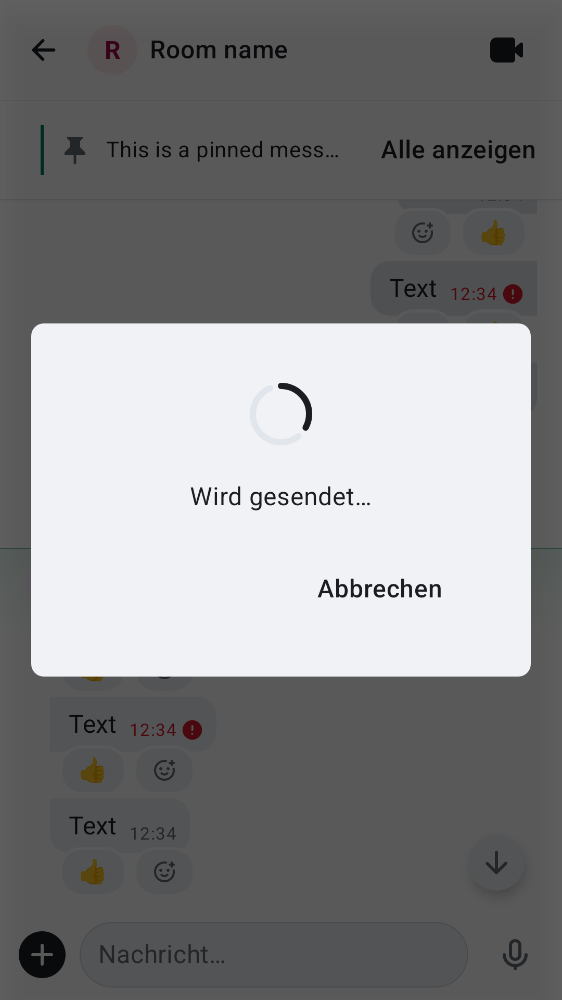 R Room name
This is a pinned mess… Alle anzeigen
Text 12:34
Wird gesendet…
Abbrechen
Text 12:34
Text 12:34
Nachricht…